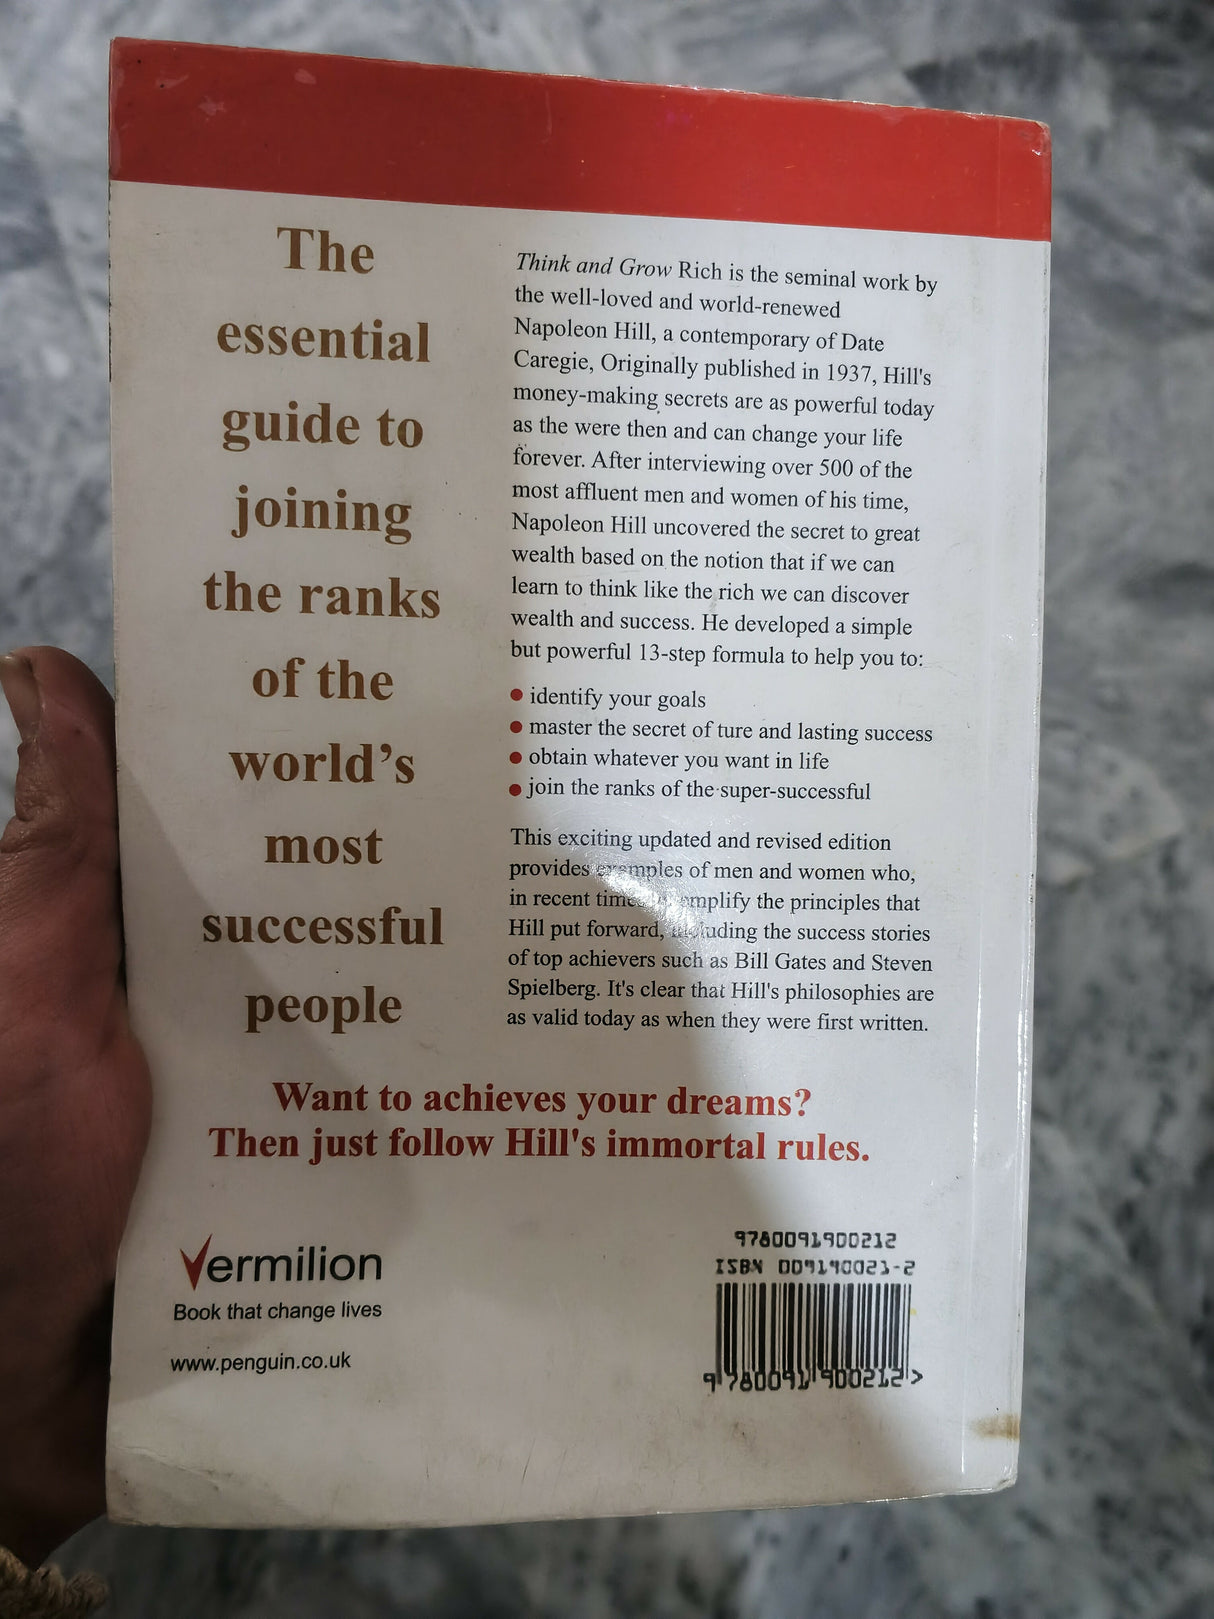 The
essential
guide to
joining
the ranks
of the
world's
most
successful
people
Think and Grow Rich is the seminal work by
the well-loved and world-renewed
Napoleon Hill, a contemporary of Date
Caregie, Originally published in 1937, Hill's
money-making secrets are as powerful today
as the were then and can change your life
forever. After interviewing over 500 of the
most affluent men and women of his time,
Napoleon Hill uncovered the secret to great
wealth based on the notion that if we can
learn to think like the rich we can discover
wealth and success. He developed a simple
but powerful 13-step formula to help you to:
● identify your goals
● master the secret of ture and lasting success
● obtain whatever you want in life
● join the ranks of the super-successful
This exciting updated and revised edition
provides examples of men and women who,
in recent the principles that
Hill put forward, including the success stories
of top achievers such as Bill Gates and Steven
Spielberg. It's clear that Hill's philosophies are
as valid today as when they were first written.
Want to achieves your dreams?
Then just follow Hill's immortal rules.
Vermilion
Book that change lives
www.penguin.co.uk
9780091900212
ISBN 009190021-2
9 780091 900212 >